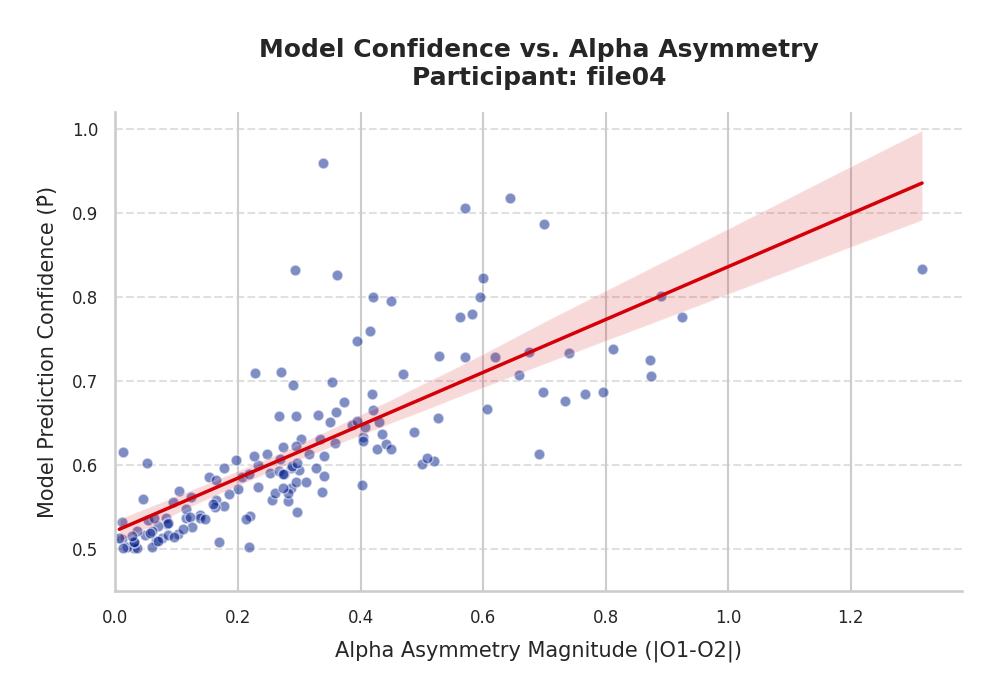 Model Confidence vs. Alpha Asymmetry
Participant: file04
Model Prediction Confidence (P̂)
1.0
0.9
0.8
0.7
0.6
0.5
0.0 0.2 0.4 0.6 0.8 1.0 1.2
Alpha Asymmetry Magnitude (|O1-O2|)